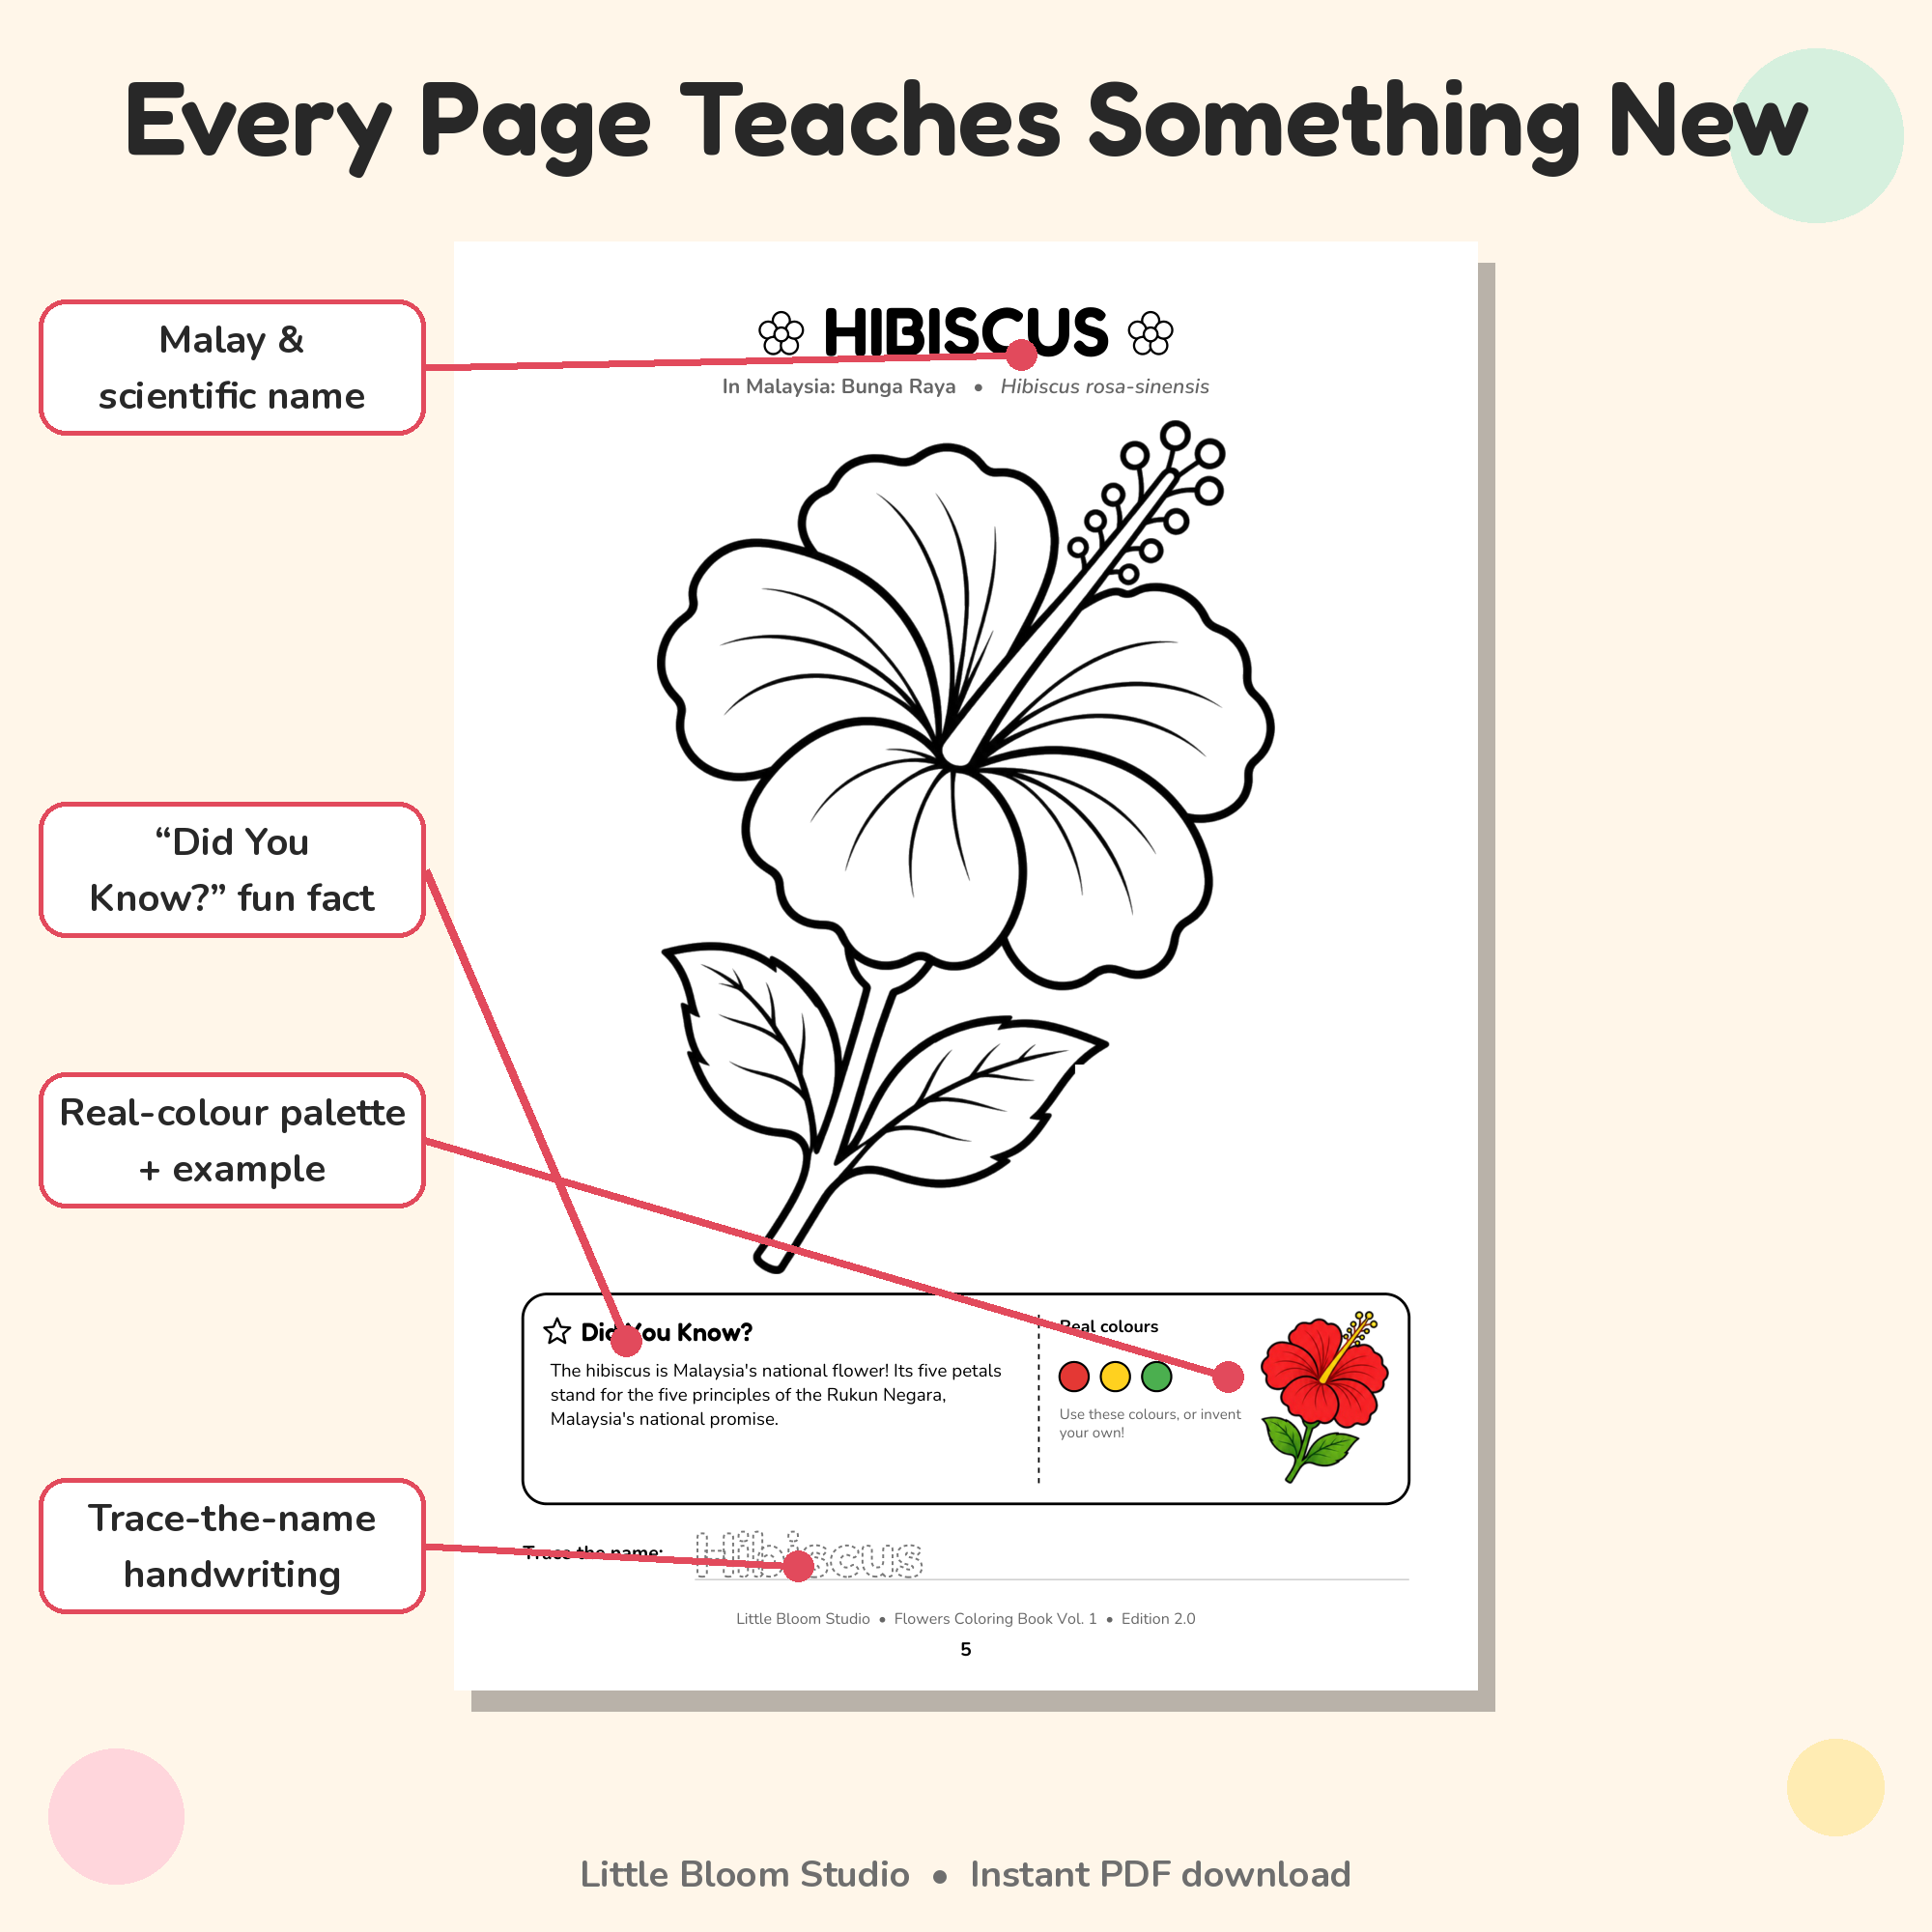 Every Page Teaches Something New
Malay &
scientific name
HIBISCUS
In Malaysia: Bunga Raya • Hibiscus rosa-sinensis
“Did You
Know?” fun fact
Real-colour palette
+ example
Did You Know?
The hibiscus is Malaysia's national flower! Its five petals
stand for the five principles of the Rukun Negara,
Malaysia's national promise.
Real colours
Use these colours, or invent
your own!
Trace-the-name
handwriting
Trace the name:
Hibiscus
Little Bloom Studio • Flowers Coloring Book Vol. 1 • Edition 2.0
5
Little Bloom Studio • Instant PDF download